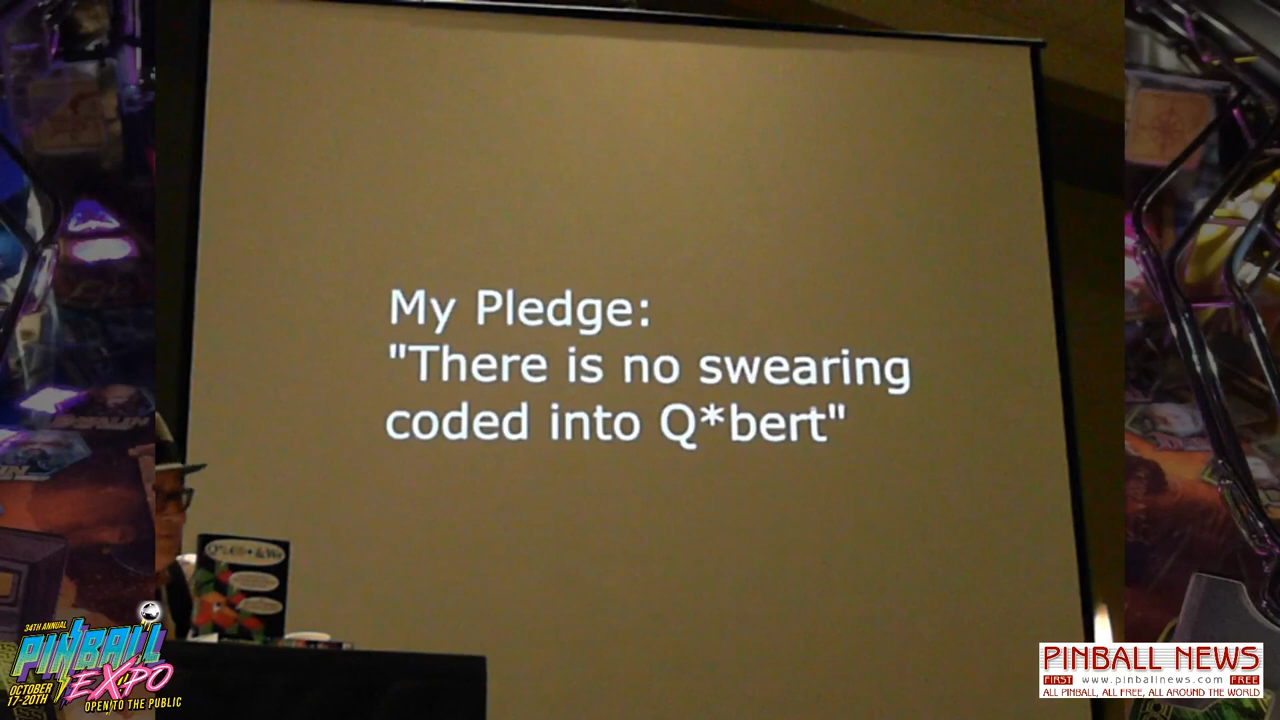 My Pledge:
"There is no swearing
coded into Q*bert"
34TH ANNUAL
PINBALL
EXPO
OCTOBER
17-20TH
OPEN TO THE PUBLIC
PINBALL NEWS
FIRST www.pinballnews.com FREE
ALL PINBALL, ALL FREE, ALL AROUND THE WORLD